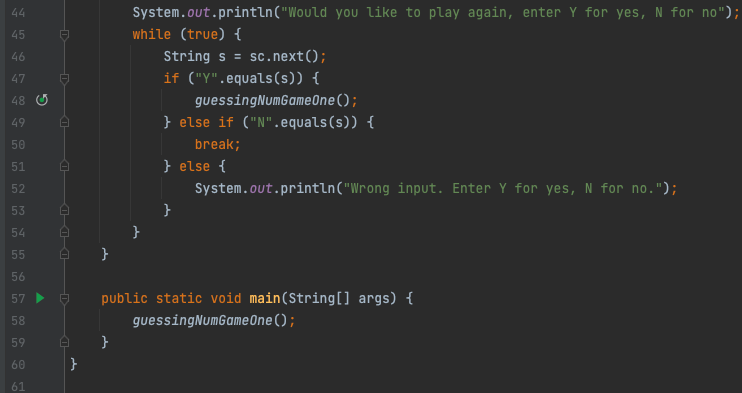 44 System.out.println("Would you like to play again, enter Y for yes, N for no");
45 while (true) {
46 String s = sc.next();
47 if ("Y".equals(s)) {
48 guessingNumGameOne();
49 } else if ("N".equals(s)) {
50 break;
51 } else {
52 System.out.println("Wrong input. Enter Y for yes, N for no.");
53 }
54 }
55 }
56
57 public static void main(String[] args) {
58 guessingNumGameOne();
59 }
60 }
61